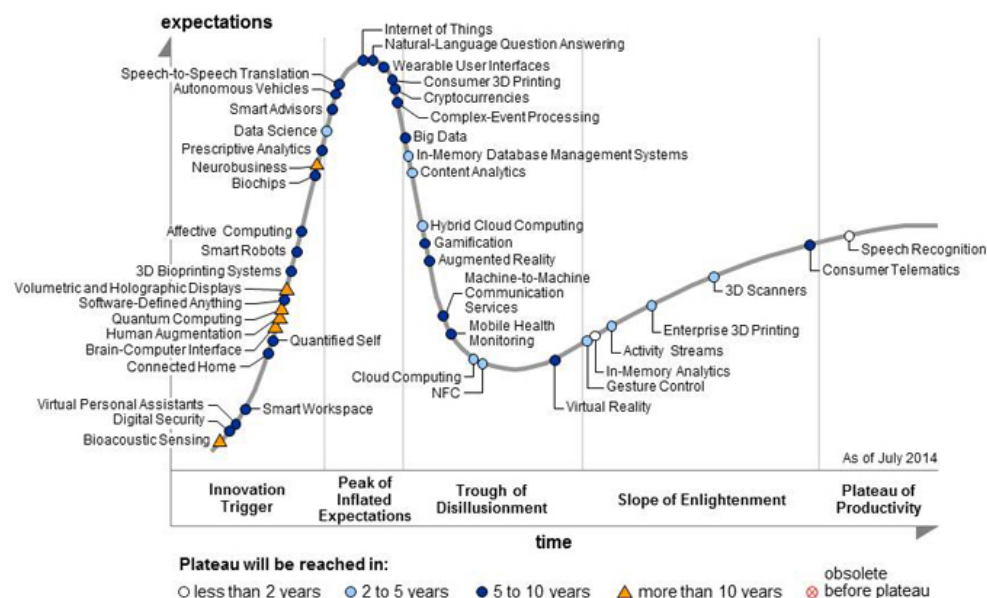 expectations
Internet of Things
Natural-Language Question Answering
Wearable User Interfaces
Speech-to-Speech Translation
Consumer 3D Printing
Autonomous Vehicles
Cryptocurrencies
Smart Advisors
Complex-Event Processing
Data Science
Big Data
Prescriptive Analytics
In-Memory Database Management Systems
Neurobusiness
Content Analytics
Biochips
Hybrid Cloud Computing
Affective Computing
Gamification
Smart Robots
Augmented Reality
Speech Recognition
3D Bioprinting Systems
Consumer Telematics
Machine-to-Machine
Communication
Services
Volumetric and Holographic Displays
3D Scanners
Software-Defined Anything
Quantum Computing
Mobile Health
Monitoring
Enterprise 3D Printing
Human Augmentation
Quantified Self
Brain-Computer Interface
Activity Streams
Connected Home
In-Memory Analytics
Cloud Computing
Gesture Control
NFC
Virtual Reality
Virtual Personal Assistants
Smart Workspace
Digital Security
Bioacoustic Sensing
As of July 2014
Innovation
Trigger
Peak of
Inflated
Expectations
Trough of
Disillusionment
Slope of Enlightenment
Plateau of
Productivity
time
Plateau will be reached in:
less than 2 years
2 to 5 years
5 to 10 years
more than 10 years
obsolete
before plateau